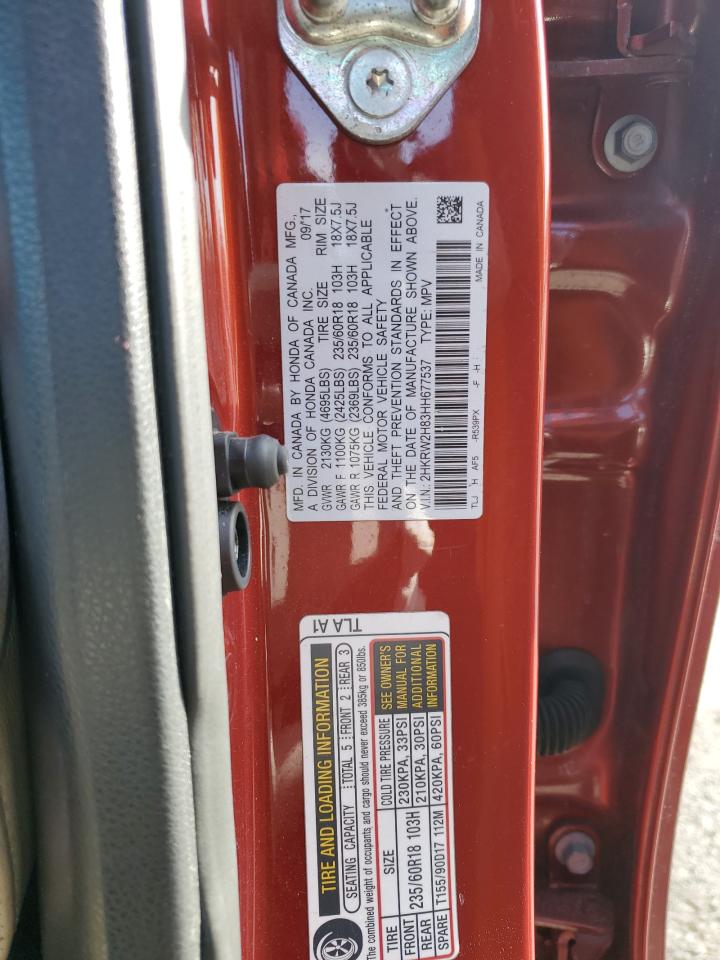 MFD. IN CANADA BY HONDA OF CANADA MFG.,
A DIVISION OF HONDA CANADA INC. 09/17
GVWR 2130KG (4695LBS) TIRE SIZE RIM SIZE
GAWR F 1100KG (2425LBS) 235/60R18 103H 18X7.5J
GAWR R 1075KG (2369LBS) 235/60R18 103H 18X7.5J
THIS VEHICLE CONFORMS TO ALL APPLICABLE
FEDERAL MOTOR VEHICLE SAFETY
AND THEFT PREVENTION STANDARDS IN EFFECT
ON THE DATE OF MANUFACTURE SHOWN ABOVE.
V.I.N.: 2HKRW2H83HH677537 TYPE: MPV
TLJ H AF5 -R539PX -F -H MADE IN CANADA
TLA A1
TIRE AND LOADING INFORMATION
SEATING CAPACITY TOTAL 5 FRONT 2 REAR 3
The combined weight of occupants and cargo should never exceed 385kg or 850lbs.
TIRE SIZE COLD TIRE PRESSURE SEE OWNER'S
FRONT 235/60R18 103H 230KPA, 33PSI MANUAL FOR
REAR 210KPA, 30PSI ADDITIONAL
SPARE T155/90D17 112M 420KPA, 60PSI INFORMATION